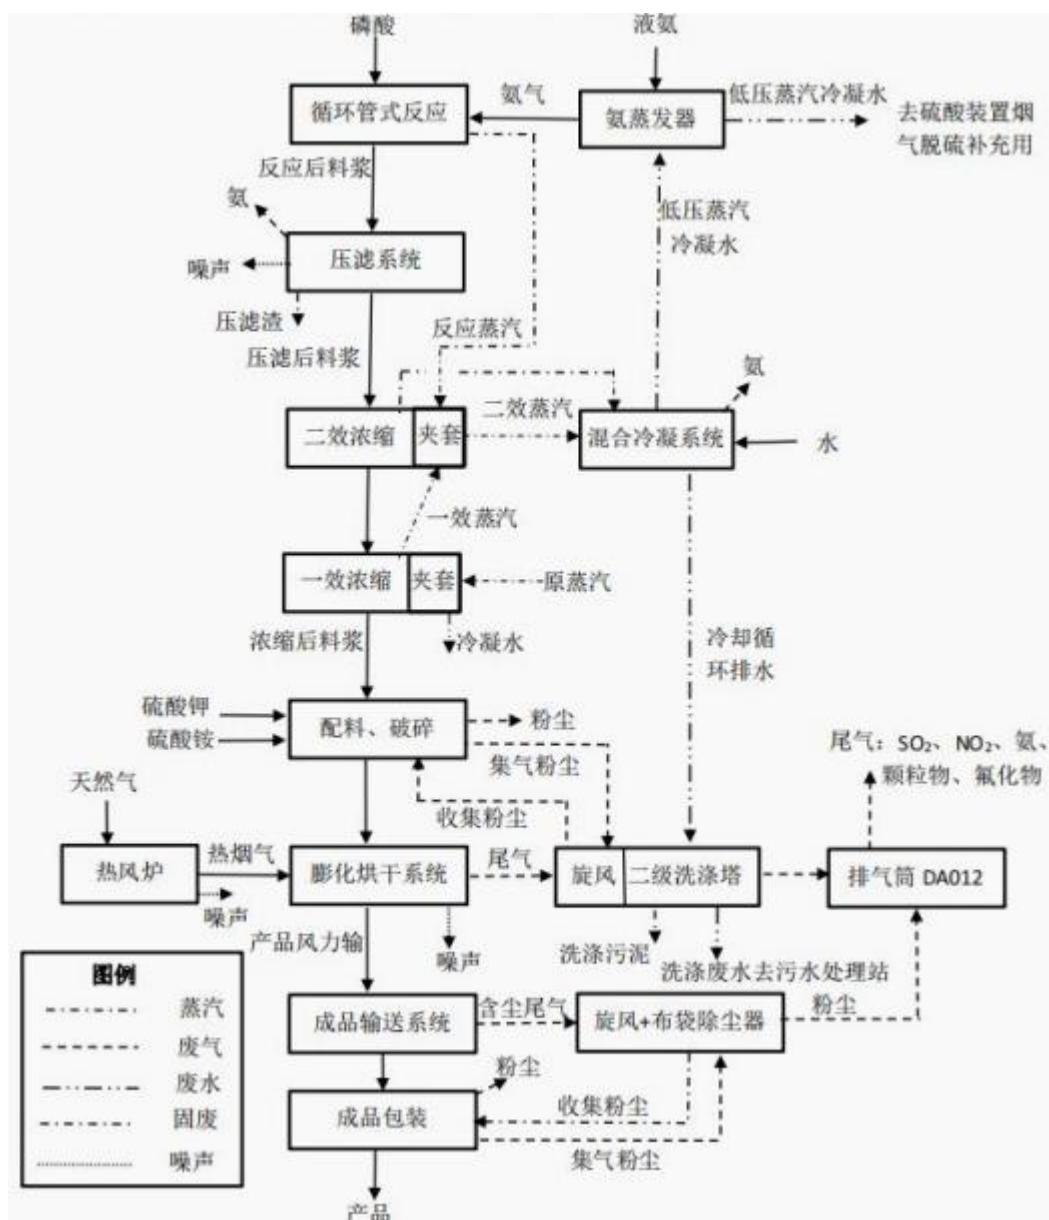 磷酸
液氨
循环管式反应
氨气
氨蒸发器
低压蒸汽冷凝水
去硫酸装置烟
气脱硫补充用
反应后料浆
氨
低压蒸汽
冷凝水
压滤系统
噪声
压滤渣
反应蒸汽
压滤后料浆
氨
二效浓缩
夹套
二效蒸汽
混合冷凝系统
水
一效蒸汽
一效浓缩
夹套
原蒸汽
浓缩后料浆
冷凝水
冷却循
环排水
硫酸钾
硫酸铵
配料、破碎
粉尘
集气粉尘
尾气：SO₂、NO₂、氨、
颗粒物、氟化物
天然气
收集粉尘
热风炉
热烟气
膨化烘干系统
尾气
旋风
二级洗涤塔
排气筒 DA012
噪声
产品风力输
噪声
洗涤污泥
洗涤废水去污水处理站
图例
蒸汽
废气
废水
固废
噪声
成品输送系统
含尘尾气
旋风+布袋除尘器
粉尘
粉尘
成品包装
收集粉尘
集气粉尘
产品